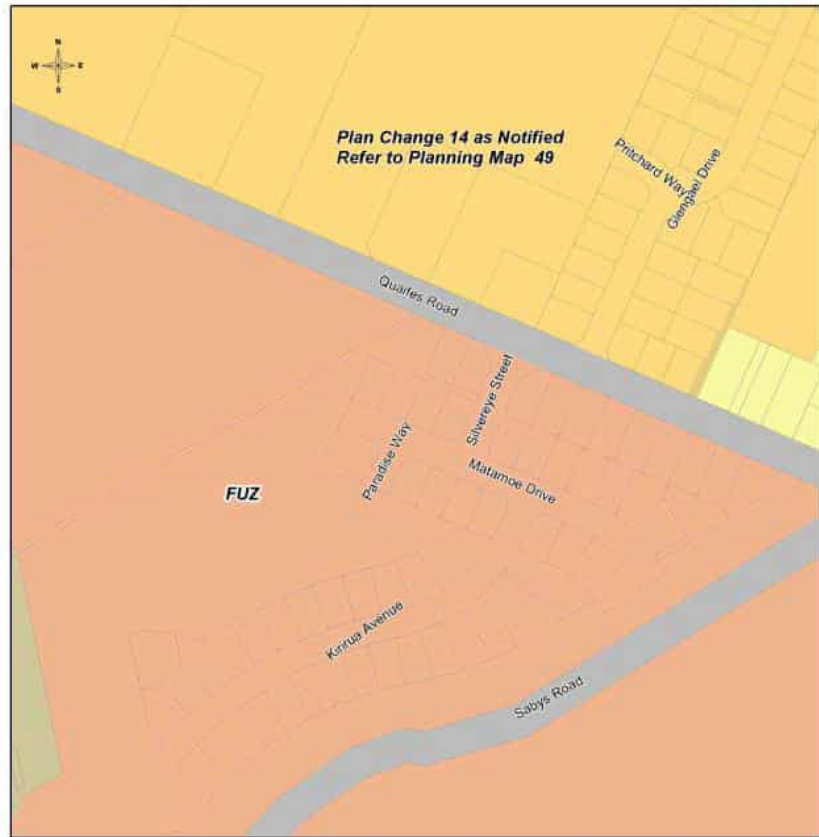 N
W E
S
Plan Change 14 as Notified
Refer to Planning Map 49
Pritchard Way
Glengael Drive
Quaifes Road
Silvereye Street
Paradise Way
Matamoe Drive
FUZ
Kirirua Avenue
Sabys Road